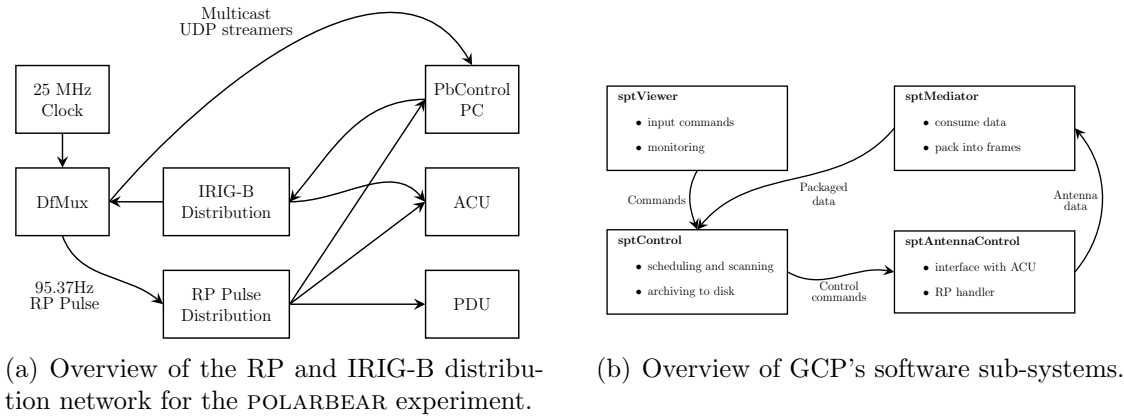 Multicast
UDP streamers
25 MHz
Clock
PbControl
PC
DfMux
IRIG-B
Distribution
ACU
95.37Hz
RP Pulse
RP Pulse
Distribution
PDU
(a) Overview of the RP and IRIG-B distribu-
tion network for the POLARBEAR experiment.
sptViewer
• input commands
• monitoring
sptMediator
• consume data
• pack into frames
Commands
Packaged
data
Antenna
data
sptControl
• scheduling and scanning
• archiving to disk
Control
commands
sptAntennaControl
• interface with ACU
• RP handler
(b) Overview of GCP's software sub-systems.